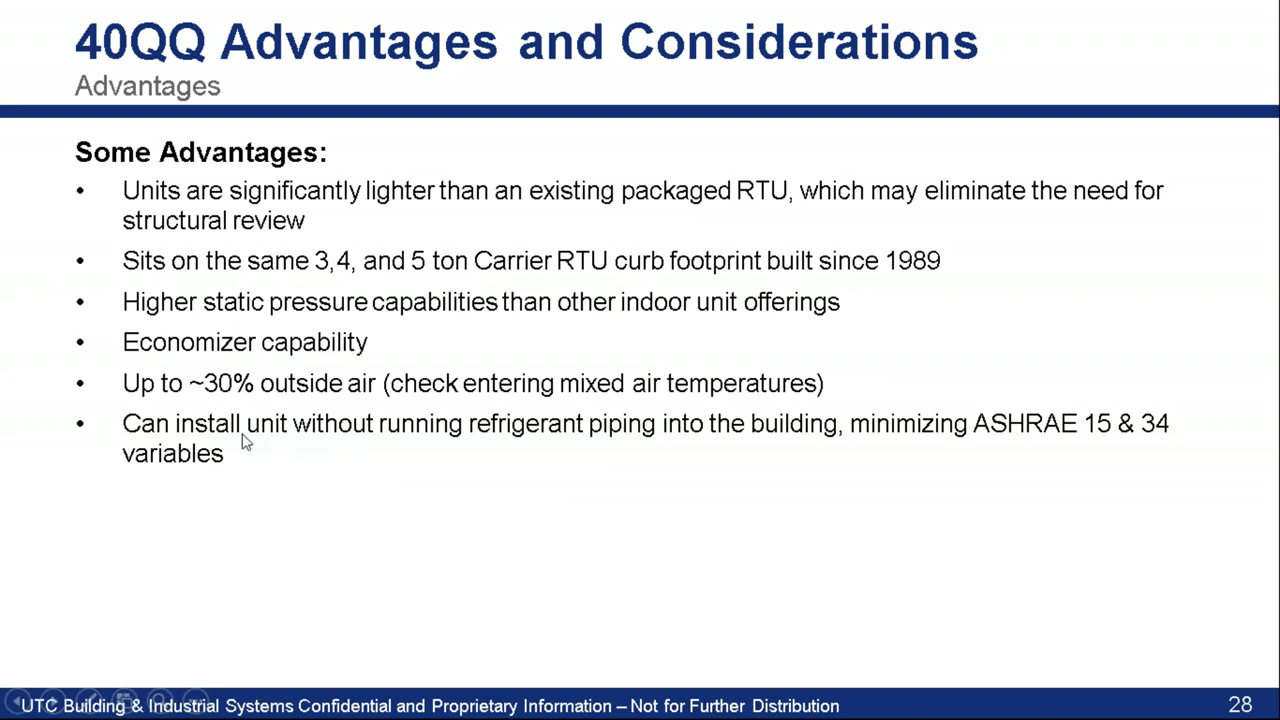 40QQ Advantages and Considerations
Advantages
Some Advantages:
• Units are significantly lighter than an existing packaged RTU, which may eliminate the need for
structural review
• Sits on the same 3,4, and 5 ton Carrier RTU curb footprint built since 1989
• Higher static pressure capabilities than other indoor unit offerings
• Economizer capability
• Up to ~30% outside air (check entering mixed air temperatures)
• Can install unit without running refrigerant piping into the building, minimizing ASHRAE 15 & 34
variables
UTC Building & Industrial Systems Confidential and Proprietary Information – Not for Further Distribution
28